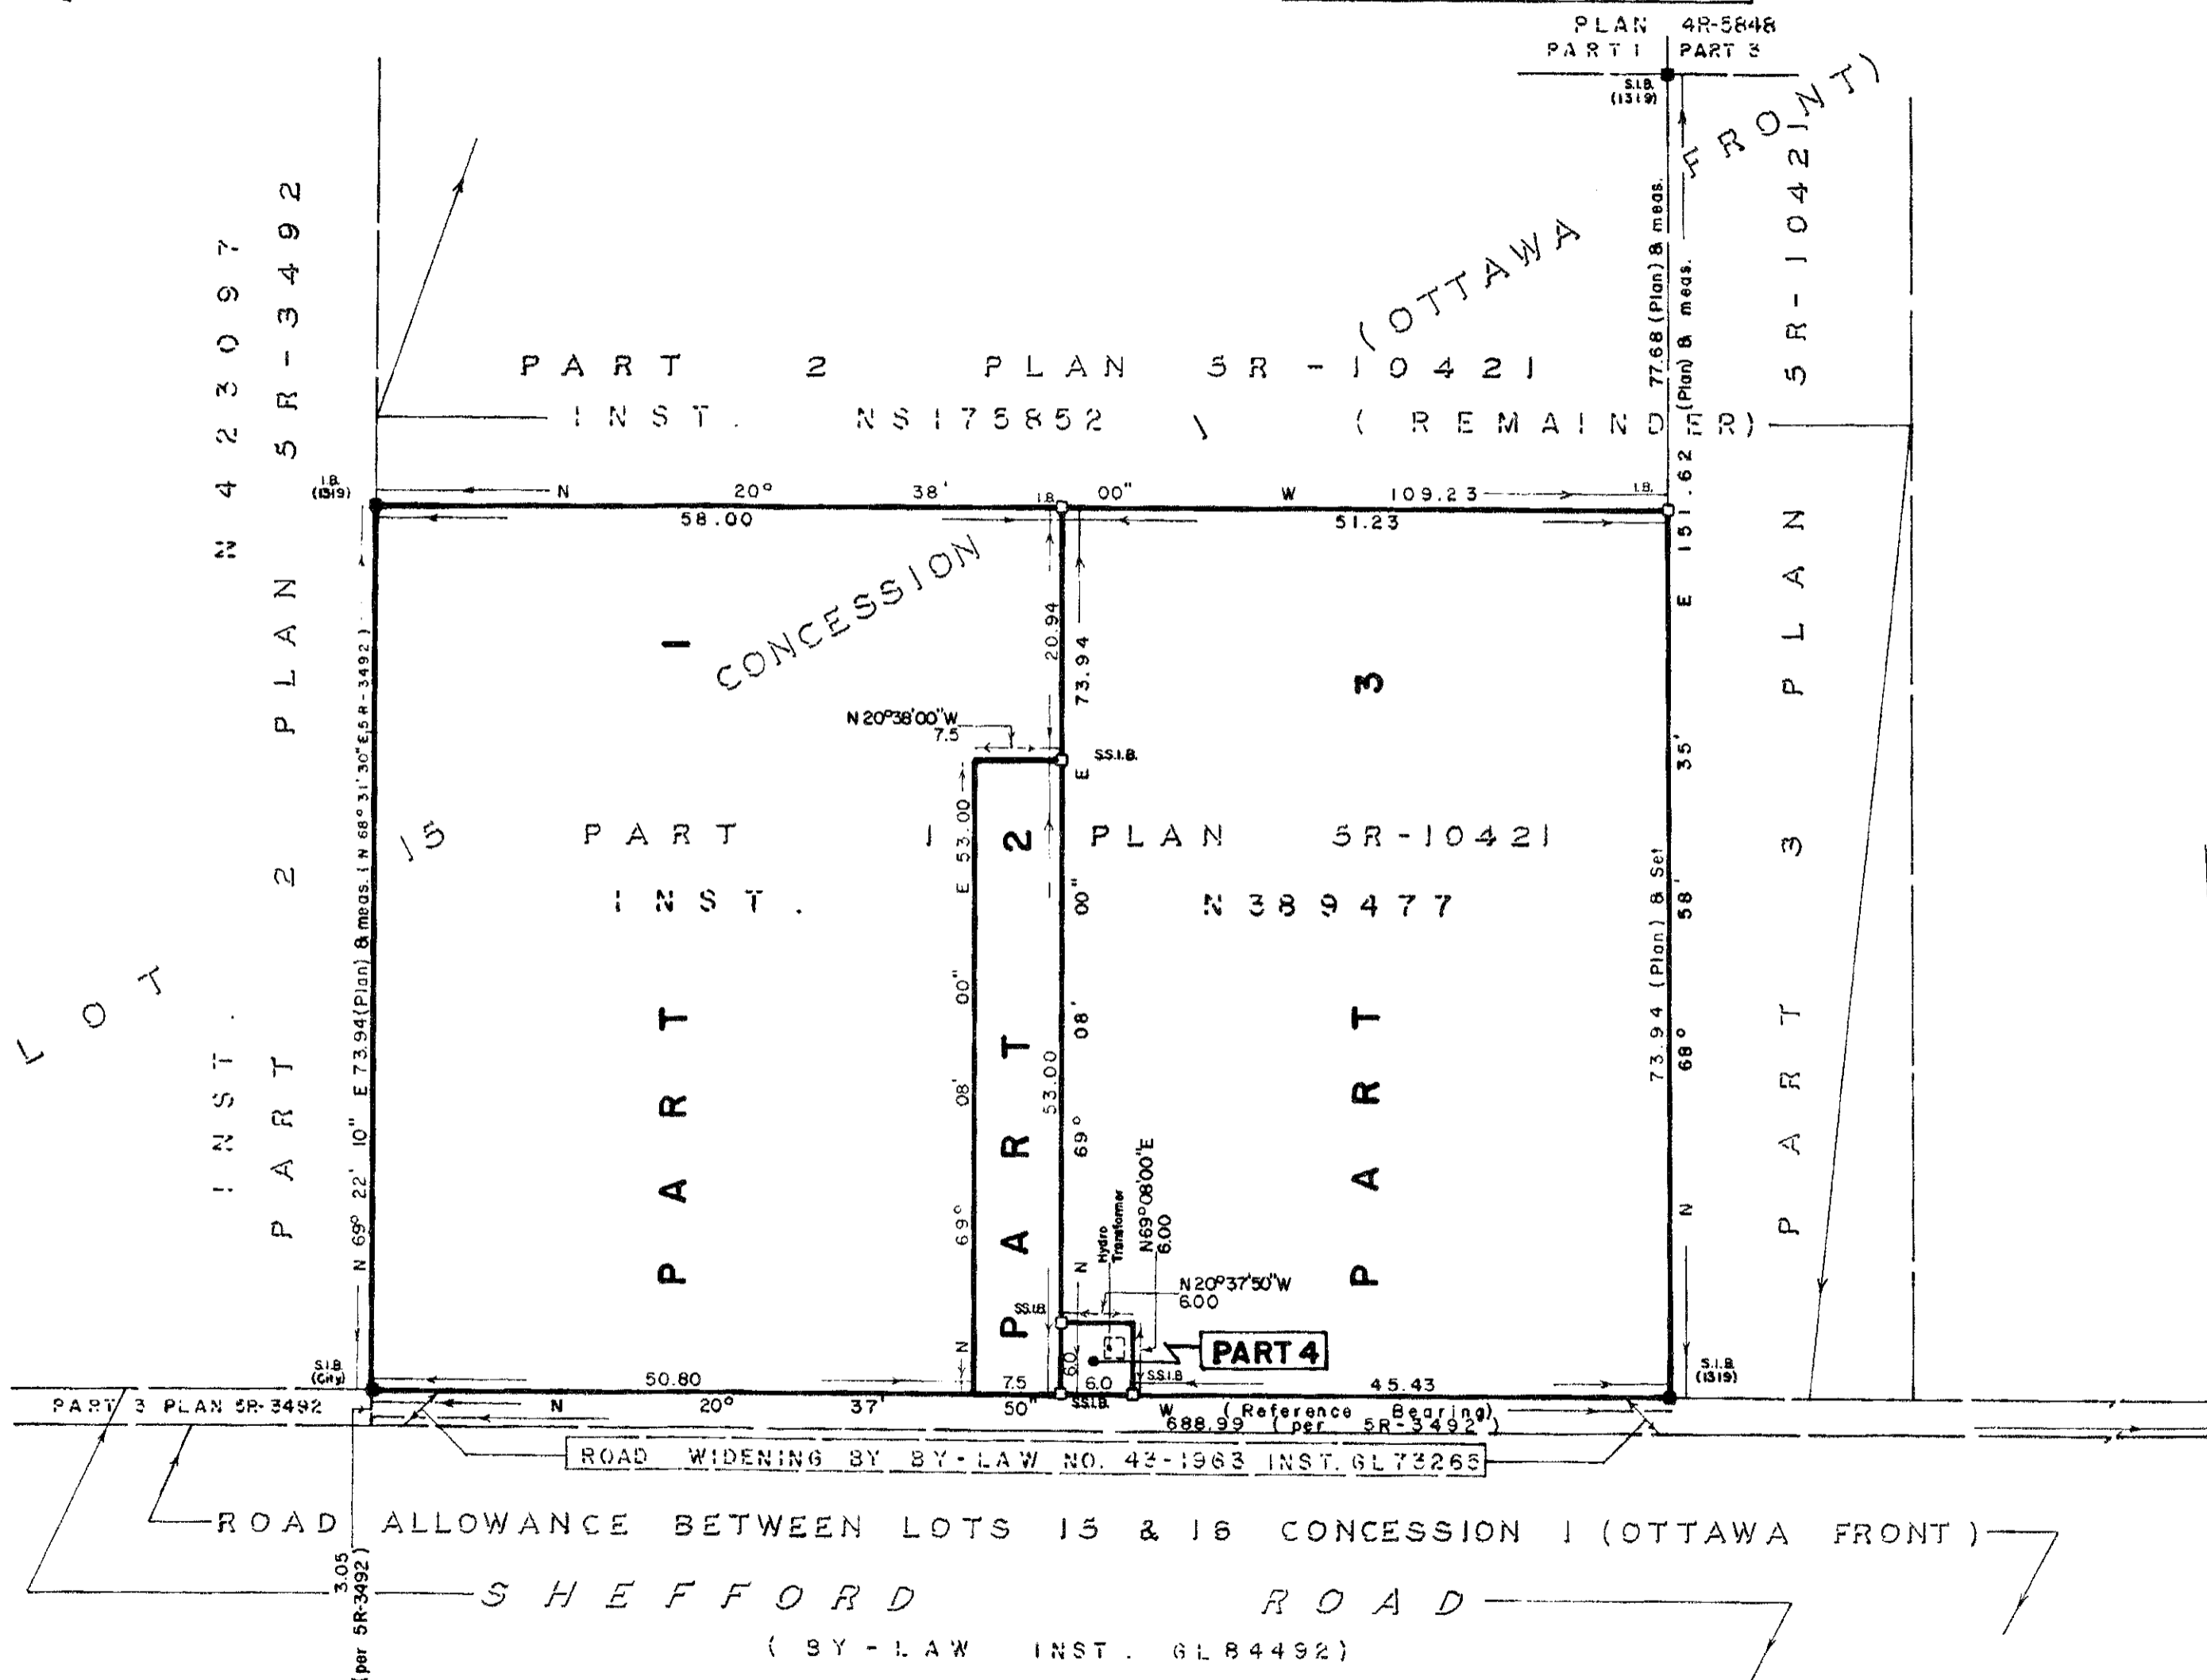 PLAN 4R-5848
PART 1 PART 3
S.I.B.
(1319)
(OTTAWA FRONT)
N423097
PLAN 5R-3492
77.68 (Plan) & meas.
N 68° 58' 35" E 151.62 (Plan) & meas.
PART 3 PLAN 5R-10421
PART 2 PLAN 5R-10421
INST. NS175852 (REMAINDER)
I.B.
(1319)
N 20° 38' 00" W 109.23
I.B.
I.B.
58.00
51.23
CONCESSION 1
20.94
73.94
N 20°38'00"W
7.5
S.S.I.B.
LOT 15
PART 1 PLAN 5R-10421
INST. N389477
INST.
PART 2
N 69° 22' 10" E 73.94 (Plan) & meas. (N 68° 31' 30" E, 5R-3492)
PART 1
N 69° 08' 00" E 53.00
PART 2
53.00
N 69° 08' 00" E
PART 3
73.94 (Plan) & Set
Hydro
Transformer
N69°08'00"E
6.00
N20°37'50"W
6.00
S.S.I.B.
6.0
PART 4
S.I.B.
(City)
50.80
7.5
6.0
S.S.I.B.
S.S.I.B.
45.43
S.I.B.
(1319)
PART 3 PLAN 5R-3492
N 20° 37' 50" W (Reference Bearing)
688.99 (per 5R-3492)
ROAD WIDENING BY BY-LAW NO. 43-1963 INST. GL73265
ROAD ALLOWANCE BETWEEN LOTS 15 & 16 CONCESSION 1 (OTTAWA FRONT)
3.05
(per 5R-3492)
SHEFFORD ROAD
(BY-LAW INST. GL84492)